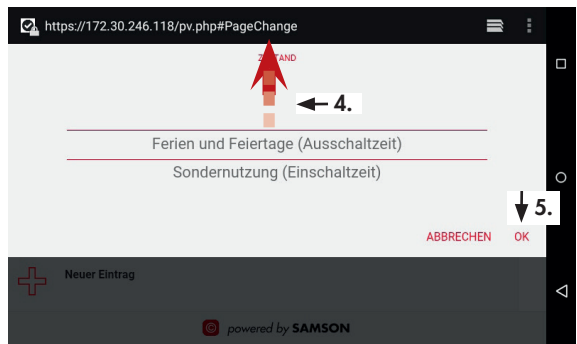 https://172.30.246.118/pv.php#PageChange
4.
Ferien und Feiertage (Ausschaltzeit)
Sondernutzung (Einschaltzeit)
5.
ABBRECHEN OK
Neuer Eintrag
powered by SAMSON